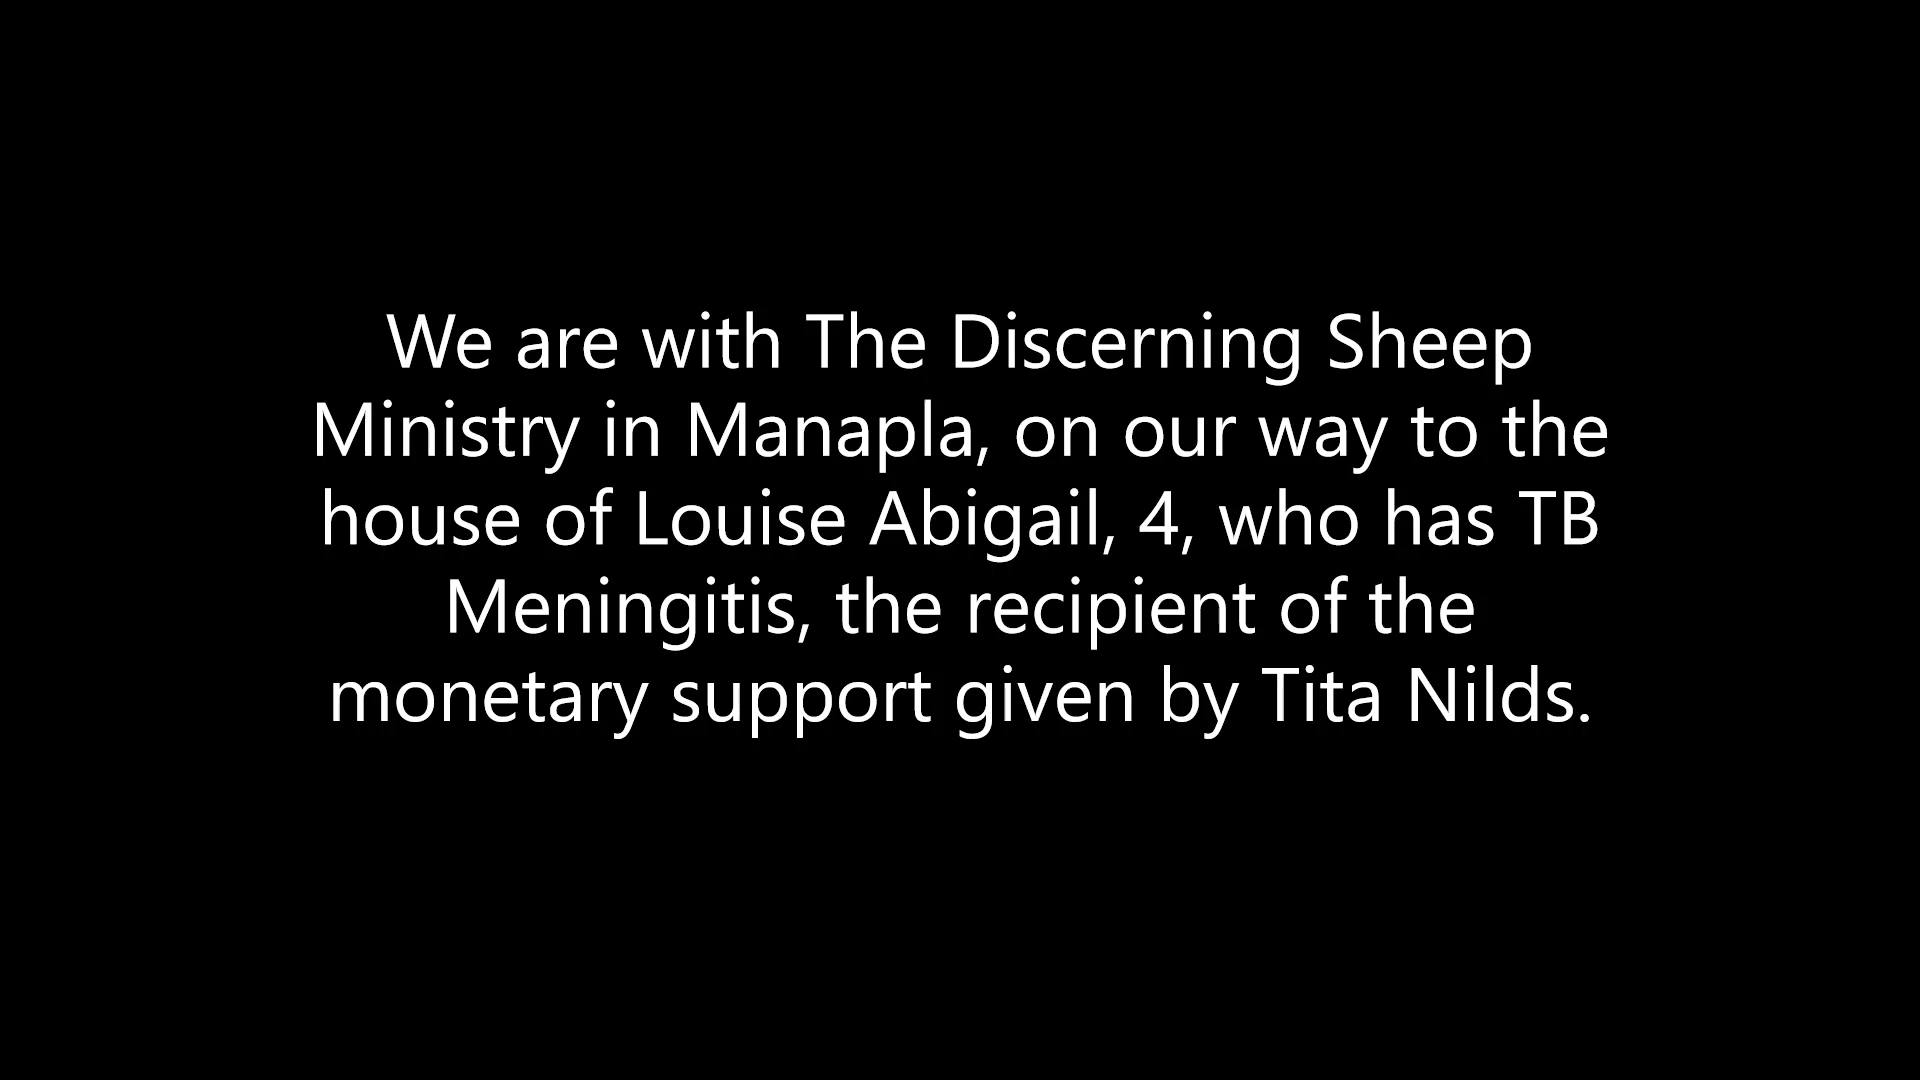 We are with The Discerning Sheep
Ministry in Manapla, on our way to the
house of Louise Abigail, 4, who has TB
Meningitis, the recipient of the
monetary support given by Tita Nilds.